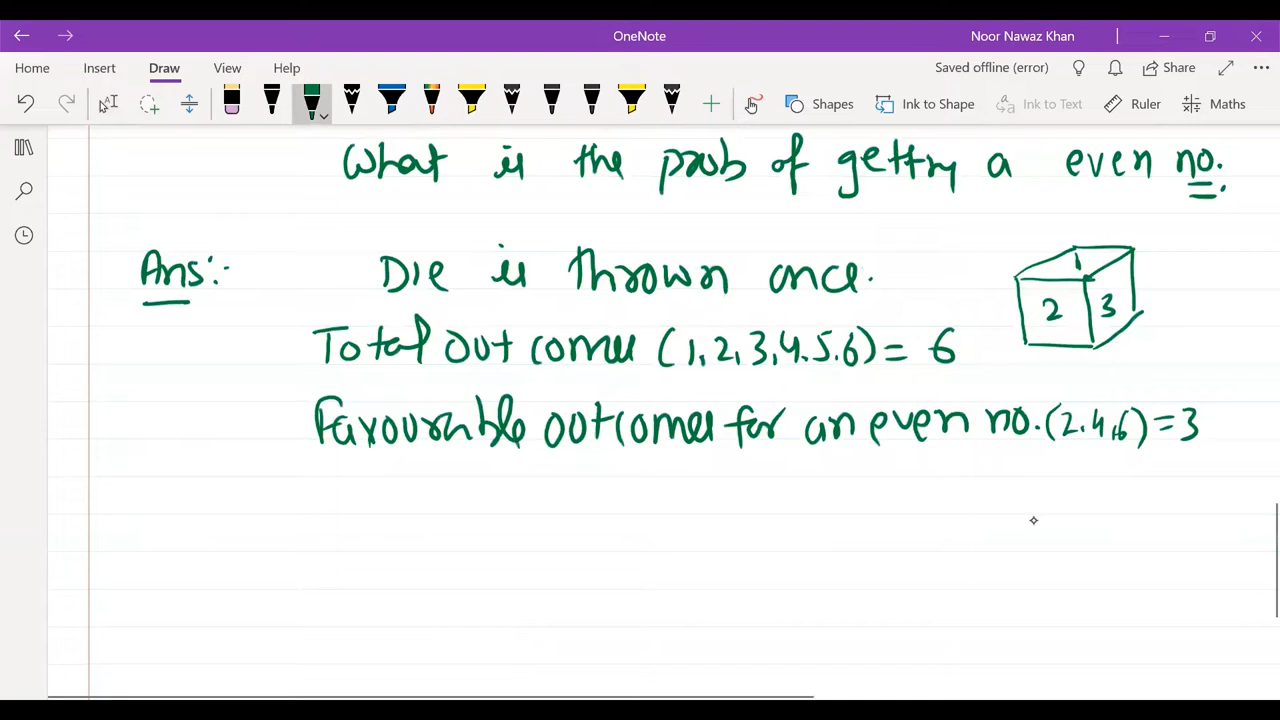 OneNote
Noor Nawaz Khan
Home Insert Draw View Help
Saved offline (error)
Share
Shapes
Ink to Shape
Ink to Text
Ruler
Maths
What is the prob of getting a even no.
Ans:-
Die is thrown once.
1
2 3
Total outcomes (1,2,3,4.5.6) = 6
Favourable outcomes for an even no. (2.4,6) = 3